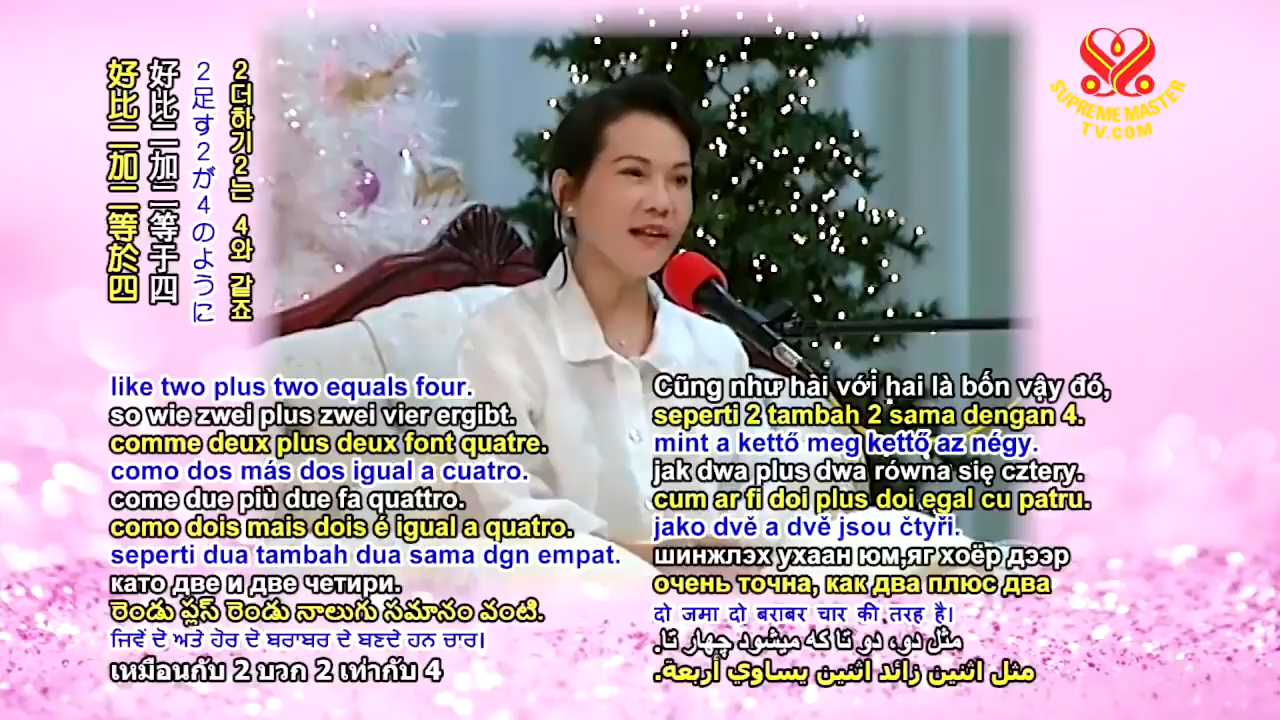 好比二加二等於四
好比二加二等于四
2足す2が4のように
2더하기2는 4와 같죠
SUPREME MASTER
TV.COM
like two plus two equals four.
so wie zwei plus zwei vier ergibt.
comme deux plus deux font quatre.
como dos más dos igual a cuatro.
come due più due fa quattro.
como dois mais dois é igual a quatro.
seperti dua tambah dua sama dgn empat.
като две и две четири.
రెండు ప్లస్ రెండు నాలుగు సమానం వంటి.
ਜਿਵੇਂ ਦੋ ਅਤੇ ਹੋਰ ਦੋ ਬਰਾਬਰ ਦੇ ਬਣਦੇ ਹਨ ਚਾਰ।
เหมือนกับ 2 บวก 2 เท่ากับ 4
Cũng như hai với hai là bốn vậy đó,
seperti 2 tambah 2 sama dengan 4.
mint a kettő meg kettő az négy.
jak dwa plus dwa równa się cztery.
cum ar fi doi plus doi egal cu patru.
jako dvě a dvě jsou čtyři.
шинжлэх ухаан юм,яг хоёр дээр
очень точна, как два плюс два
दो जमा दो बराबर चार की तरह है।
مثل دو، دو تا که میشود چهار تا.
مثل اثنين زائد اثنين يساوي أربعة.